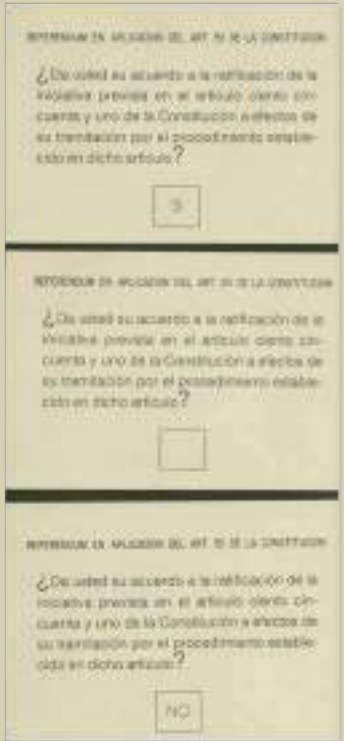 REFERENDUM EN APLICACION DEL ART 151 DE LA CONSTITUCION
¿Da usted su acuerdo a la ratificación de la
iniciativa prevista en el artículo ciento cin-
cuenta y uno de la Constitución a efectos de
su tramitación por el procedimiento estable-
cido en dicho artículo?
REFERENDUM EN APLICACION DEL ART 151 DE LA CONSTITUCION
¿Da usted su acuerdo a la ratificación de la
iniciativa prevista en el artículo ciento cin-
cuenta y uno de la Constitución a efectos de
su tramitación por el procedimiento estable-
cido en dicho artículo?
REFERENDUM EN APLICACION DEL ART 151 DE LA CONSTITUCION
¿Da usted su acuerdo a la ratificación de la
iniciativa prevista en el artículo ciento cin-
cuenta y uno de la Constitución a efectos de
su tramitación por el procedimiento estable-
cido en dicho artículo?
NO